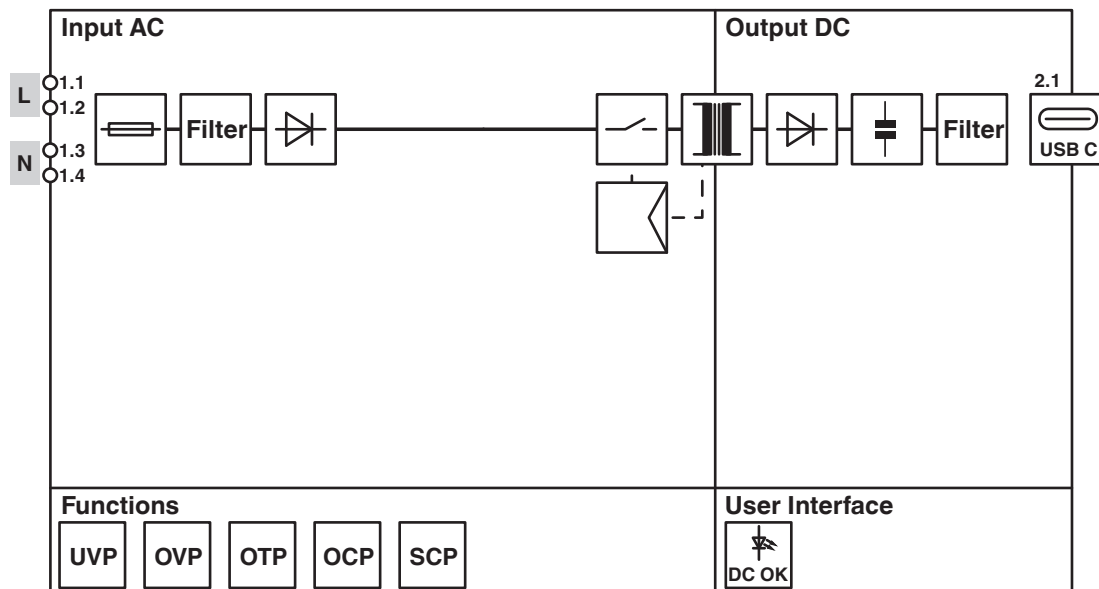 Input AC
Output DC
L
1.1
1.2
N
1.3
1.4
Filter
Filter
2.1
USB C
Functions
UVP
OVP
OTP
OCP
SCP
User Interface
DC OK